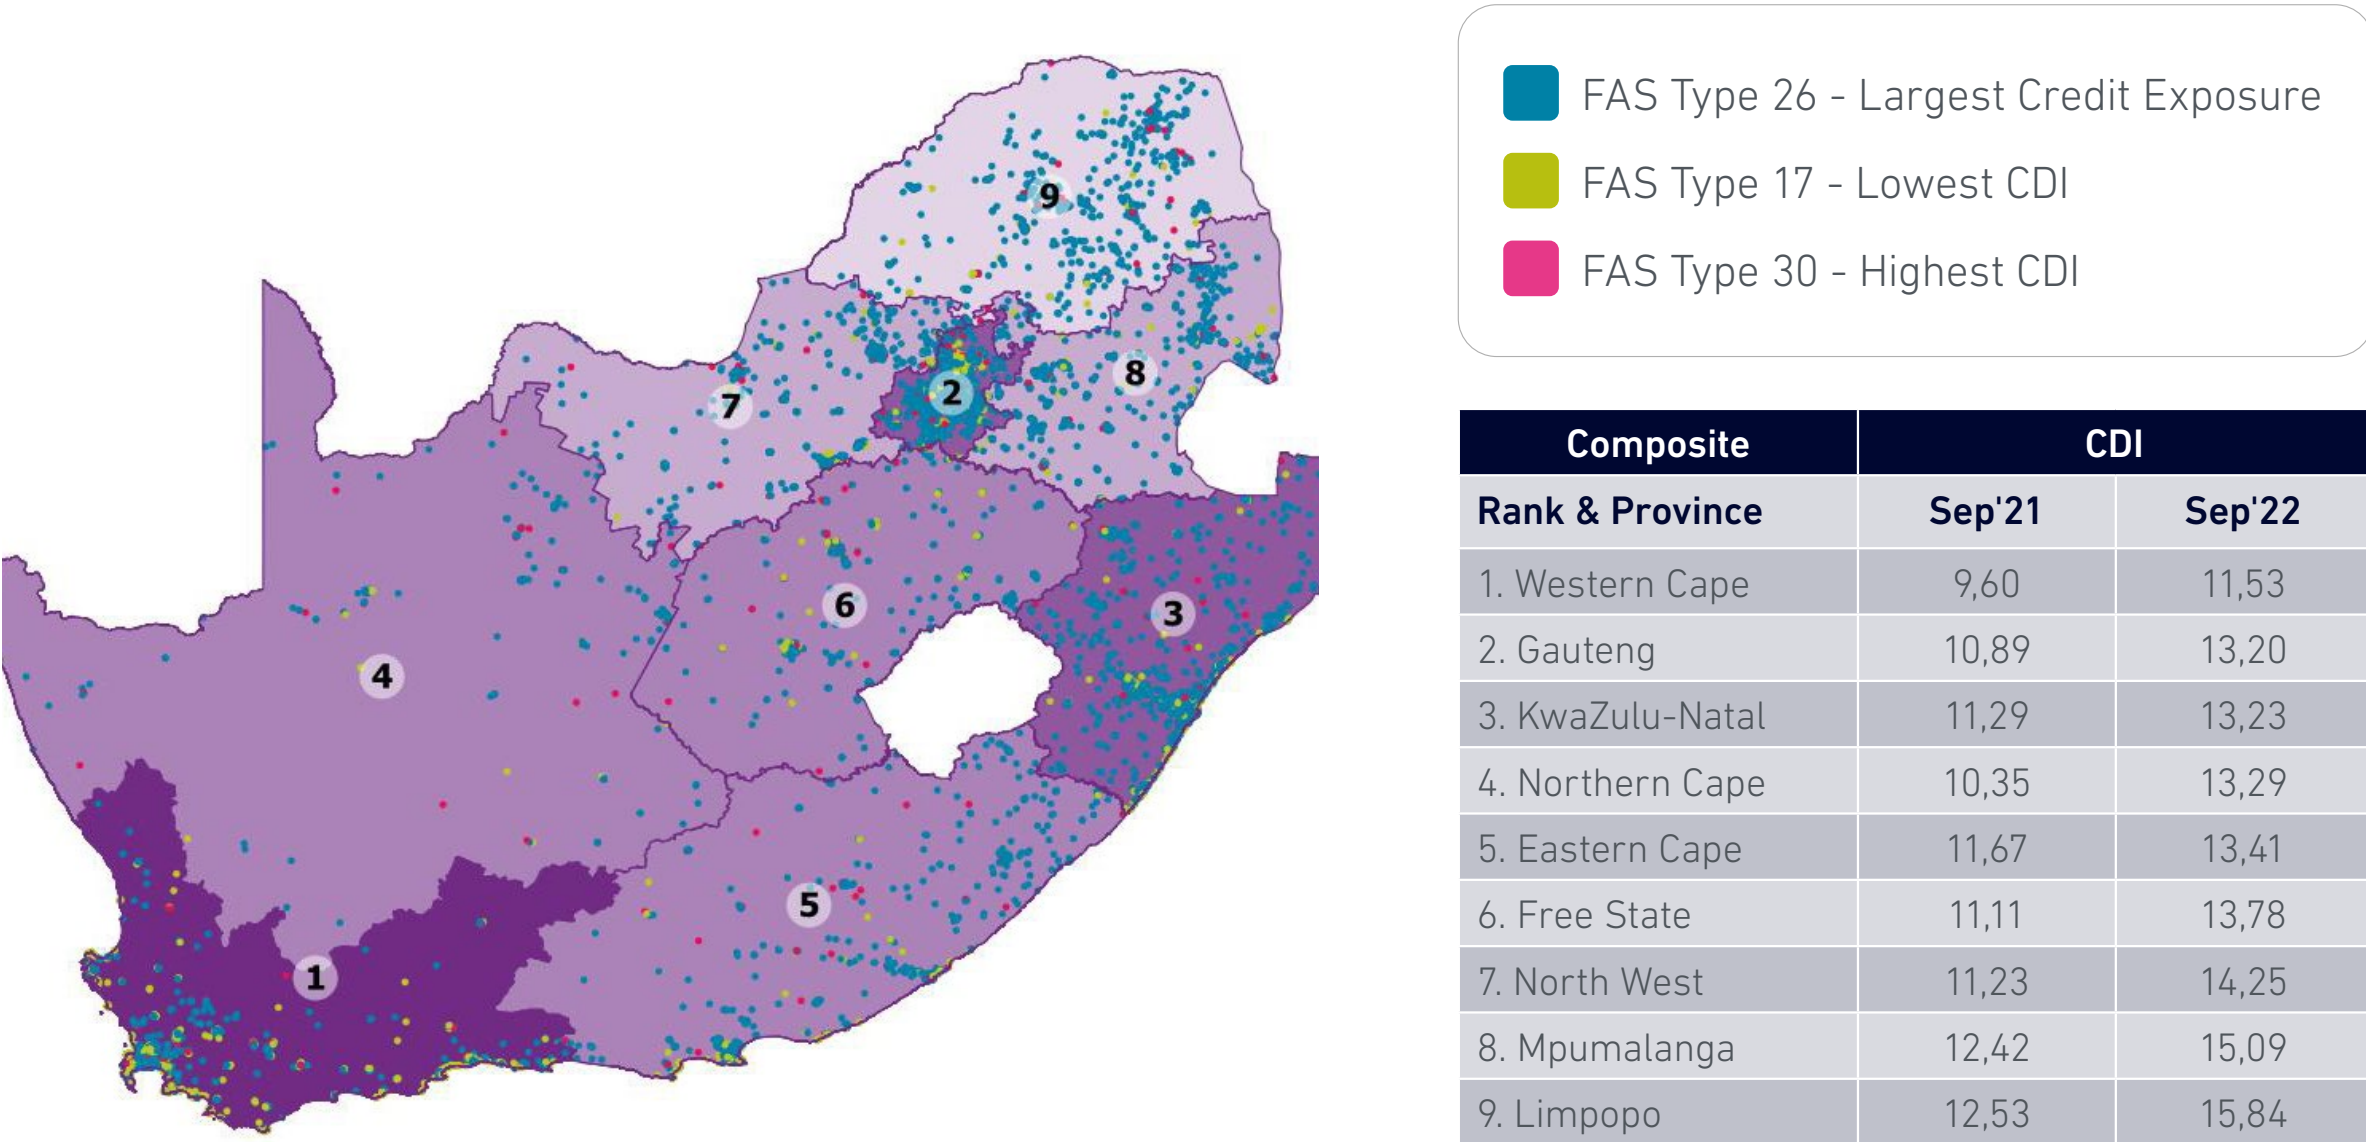 FAS Type 26 - Largest Credit Exposure
FAS Type 17 - Lowest CDI
FAS Type 30 - Highest CDI
9
8
2
7
6
3
4
5
1
Composite CDI
Rank & Province Sep'21 Sep'22
1. Western Cape 9,60 11,53
2. Gauteng 10,89 13,20
3. KwaZulu-Natal 11,29 13,23
4. Northern Cape 10,35 13,29
5. Eastern Cape 11,67 13,41
6. Free State 11,11 13,78
7. North West 11,23 14,25
8. Mpumalanga 12,42 15,09
9. Limpopo 12,53 15,84